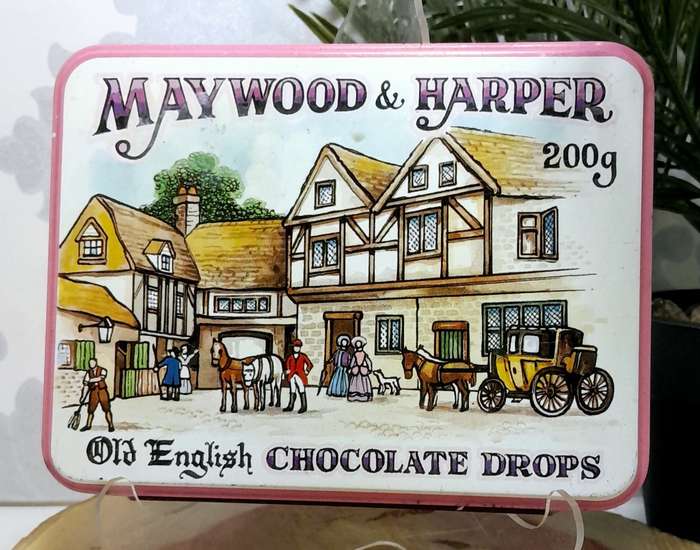 MAYWOOD & HARPER
200g
Old English CHOCOLATE DROPS